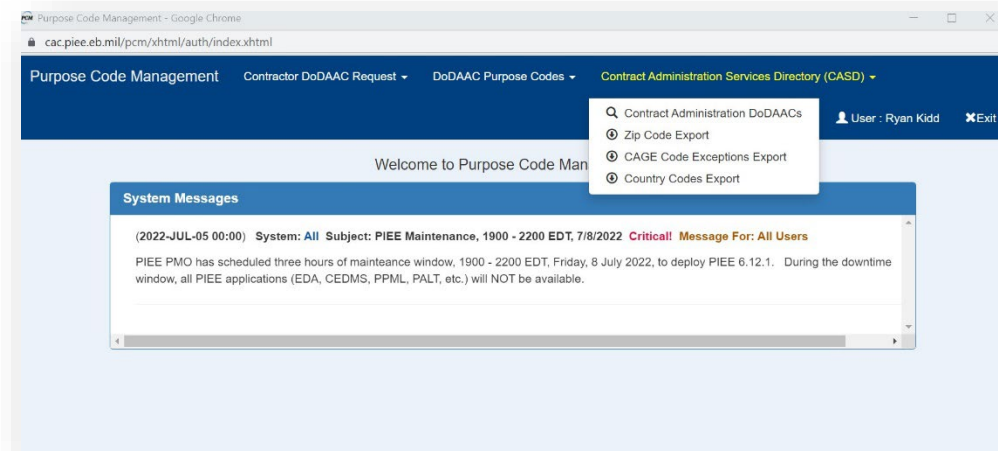 PCM Purpose Code Management - Google Chrome
cac.piee.eb.mil/pcm/xhtml/auth/index.xhtml
Purpose Code Management Contractor DoDAAC Request DoDAAC Purpose Codes Contract Administration Services Directory (CASD)
Contract Administration DoDAACs
Zip Code Export
CAGE Code Exceptions Export
Country Codes Export
User : Ryan Kidd Exit
Welcome to Purpose Code Man
System Messages
(2022-JUL-05 00:00) System: All Subject: PIEE Maintenance, 1900 - 2200 EDT, 7/8/2022 Critical! Message For: All Users
PIEE PMO has scheduled three hours of mainteance window, 1900 - 2200 EDT, Friday, 8 July 2022, to deploy PIEE 6.12.1. During the downtime
window, all PIEE applications (EDA, CEDMS, PPML, PALT, etc.) will NOT be available.